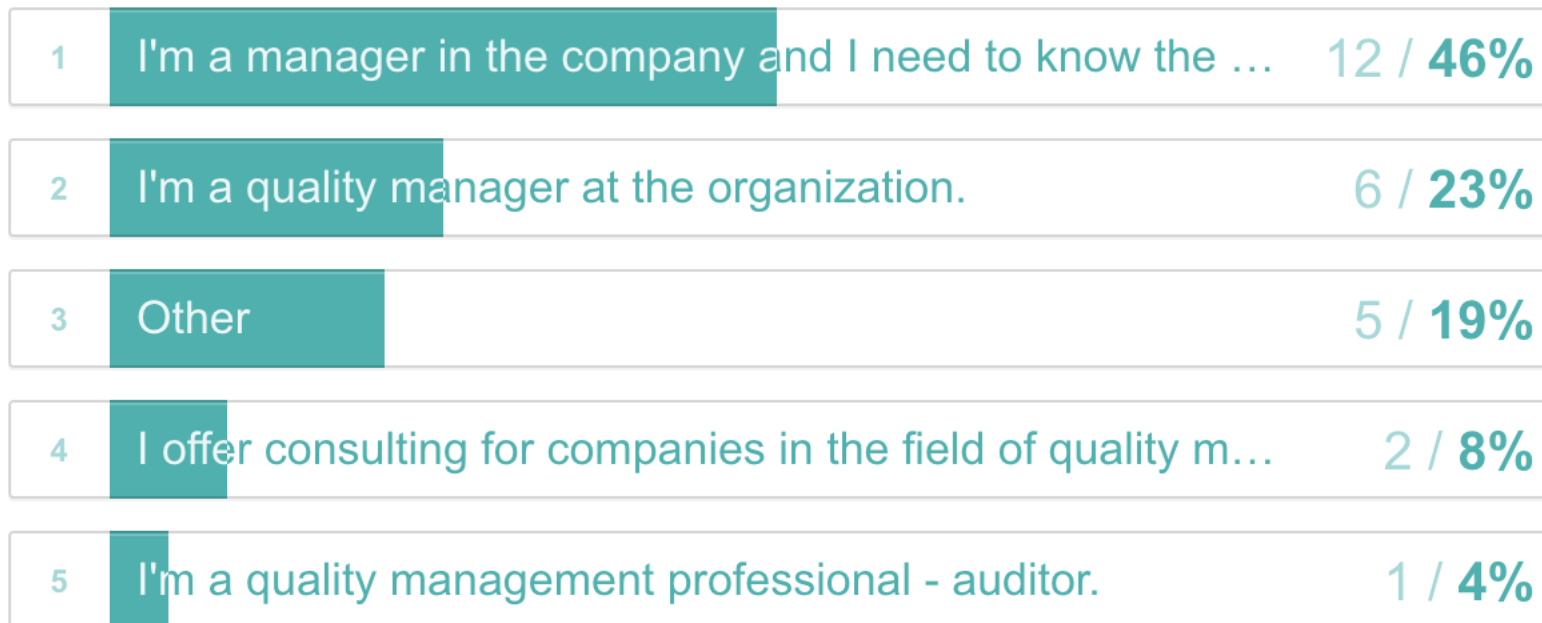 1 I'm a manager in the company and I need to know the … 12 / 46%
2 I'm a quality manager at the organization. 6 / 23%
3 Other 5 / 19%
4 I offer consulting for companies in the field of quality m… 2 / 8%
5 I'm a quality management professional - auditor. 1 / 4%